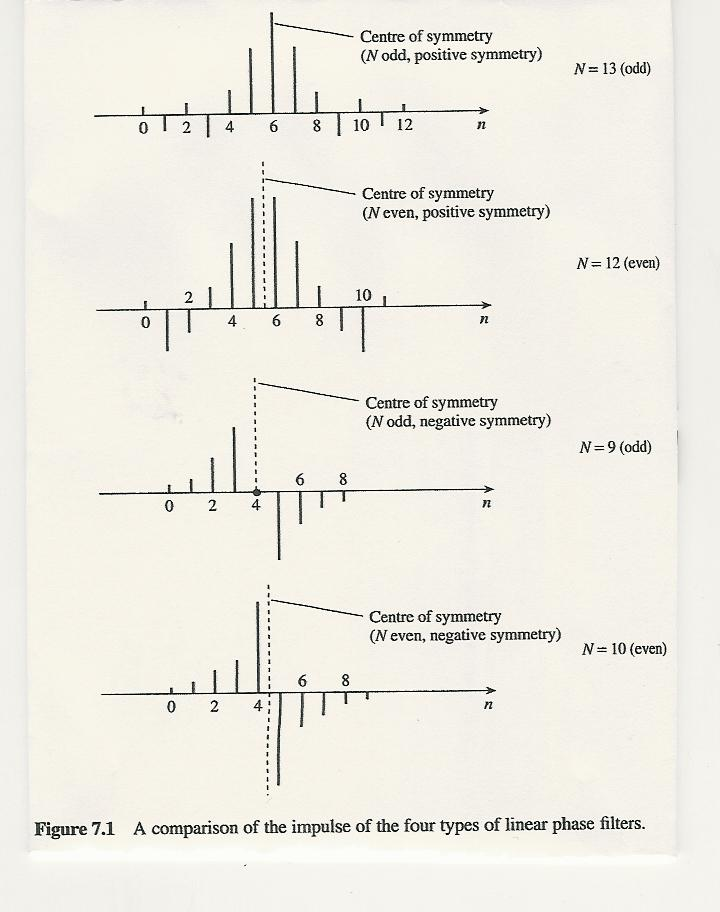 Centre of symmetry
(N odd, positive symmetry)
N = 13 (odd)
0 2 4 6 8 10 12 n
Centre of symmetry
(N even, positive symmetry)
N = 12 (even)
2 10
0 4 6 8 n
Centre of symmetry
(N odd, negative symmetry)
N = 9 (odd)
6 8
0 2 4 n
Centre of symmetry
(N even, negative symmetry)
N = 10 (even)
6 8
0 2 4 n
Figure 7.1 A comparison of the impulse of the four types of linear phase filters.